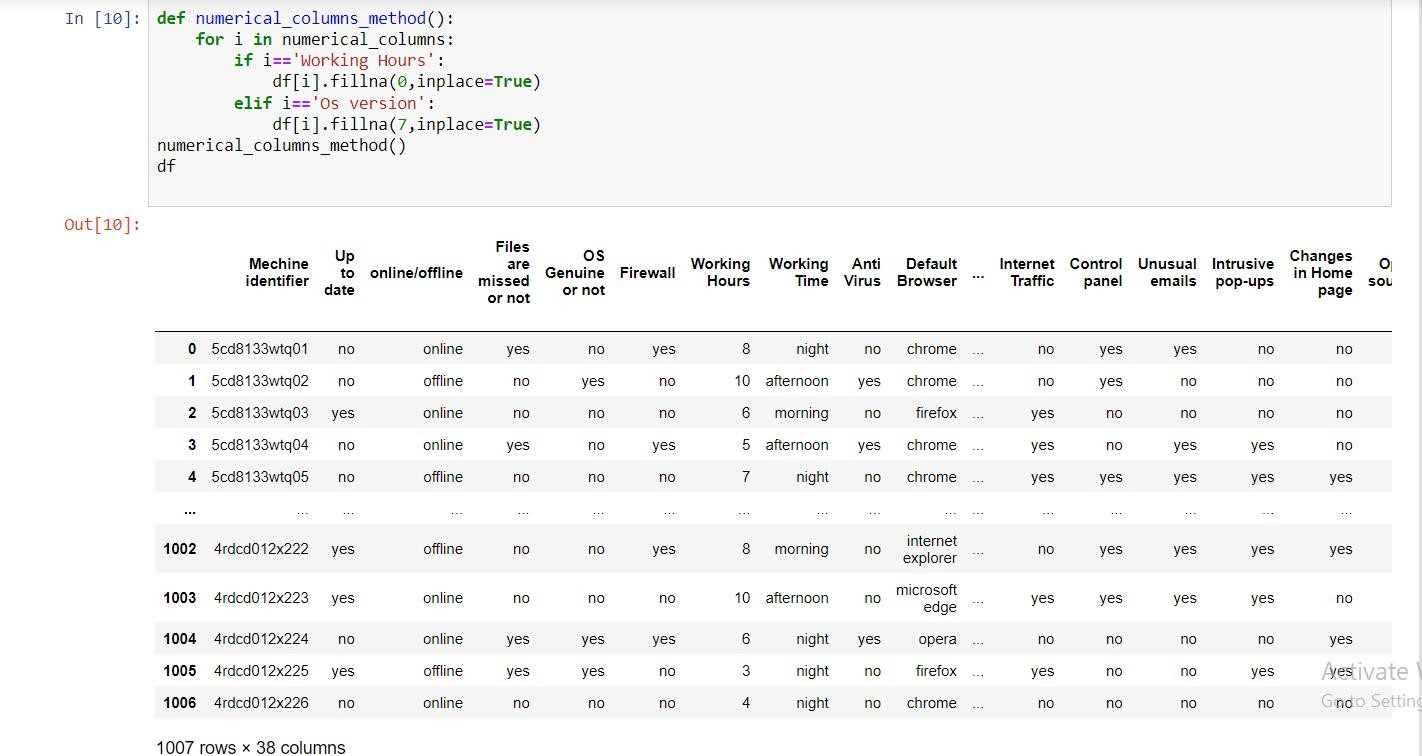 In [10]: def numerical_columns_method():
    for i in numerical_columns:
        if i=='Working Hours':
            df[i].fillna(0,inplace=True)
        elif i=='Os version':
            df[i].fillna(7,inplace=True)
numerical_columns_method()
df
Out[10]:
Mechine identifier Up to date online/offline Files are missed or not OS Genuine or not Firewall Working Hours Working Time Anti Virus Default Browser ... Internet Traffic Control panel Unusual emails Intrusive pop-ups Changes in Home page
0 5cd8133wtq01 no online yes no yes 8 night no chrome ... no yes yes no no
1 5cd8133wtq02 no offline no yes no 10 afternoon yes chrome ... no yes no no no
2 5cd8133wtq03 yes online no no no 6 morning no firefox ... yes no no no no
3 5cd8133wtq04 no online yes no yes 5 afternoon yes chrome ... yes no yes yes no
4 5cd8133wtq05 no offline no no no 7 night no chrome ... yes yes yes yes yes
... ... ... ... ... ... ... ... ... ... ... ... ... ... ... ... ...
1002 4rdcd012x222 yes offline no no yes 8 morning no internet explorer ... no yes yes yes yes
1003 4rdcd012x223 yes online no no no 10 afternoon no microsoft edge ... yes yes yes yes no
1004 4rdcd012x224 no online yes yes yes 6 night yes opera ... no no no no yes
1005 4rdcd012x225 yes offline yes yes no 3 night no firefox ... yes no no yes yes
1006 4rdcd012x226 no online no no no 4 night no chrome ... no no no no no
Activate
Go to Setting
1007 rows × 38 columns